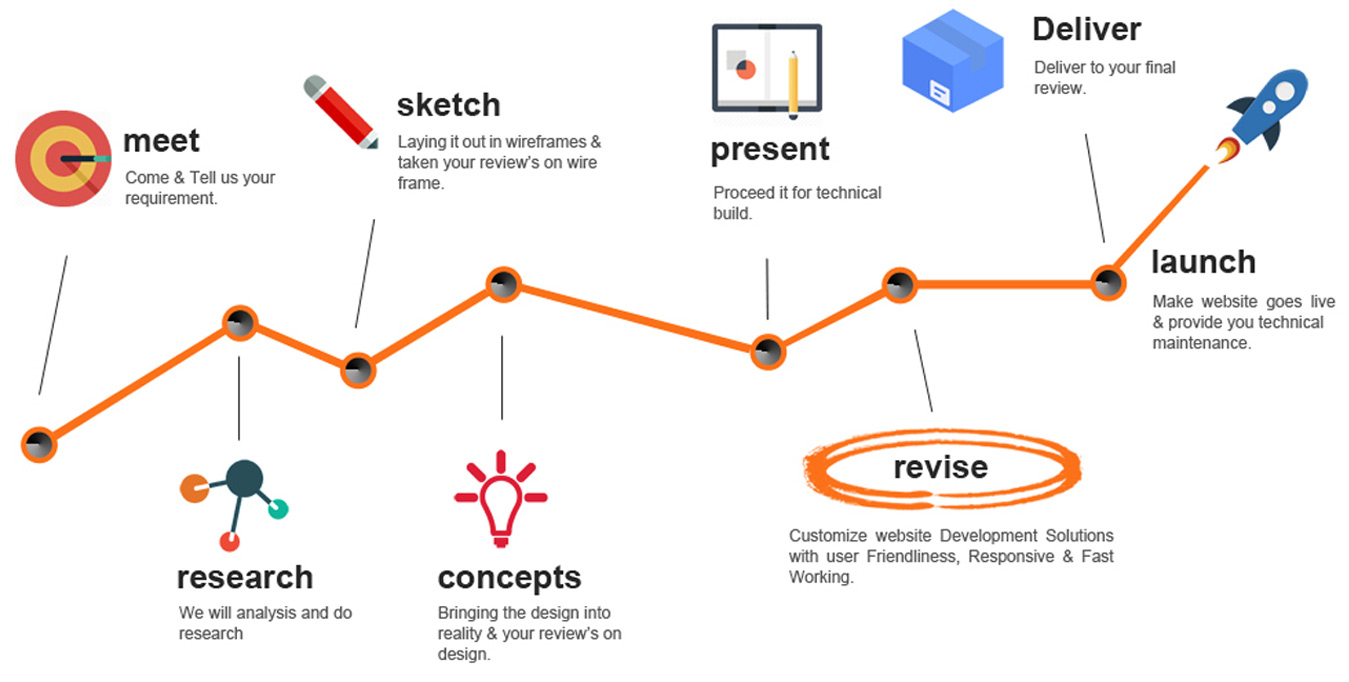 meet
Come & Tell us your
requirement.
research
We will analysis and do
research
sketch
Laying it out in wireframes &
taken your review's on wire
frame.
concepts
Bringing the design into
reality & your review's on
design.
present
Proceed it for technical
build.
revise
Customize website Development Solutions
with user Friendliness, Responsive & Fast
Working.
Deliver
Deliver to your final
review.
launch
Make website goes live
& provide you technical
maintenance.